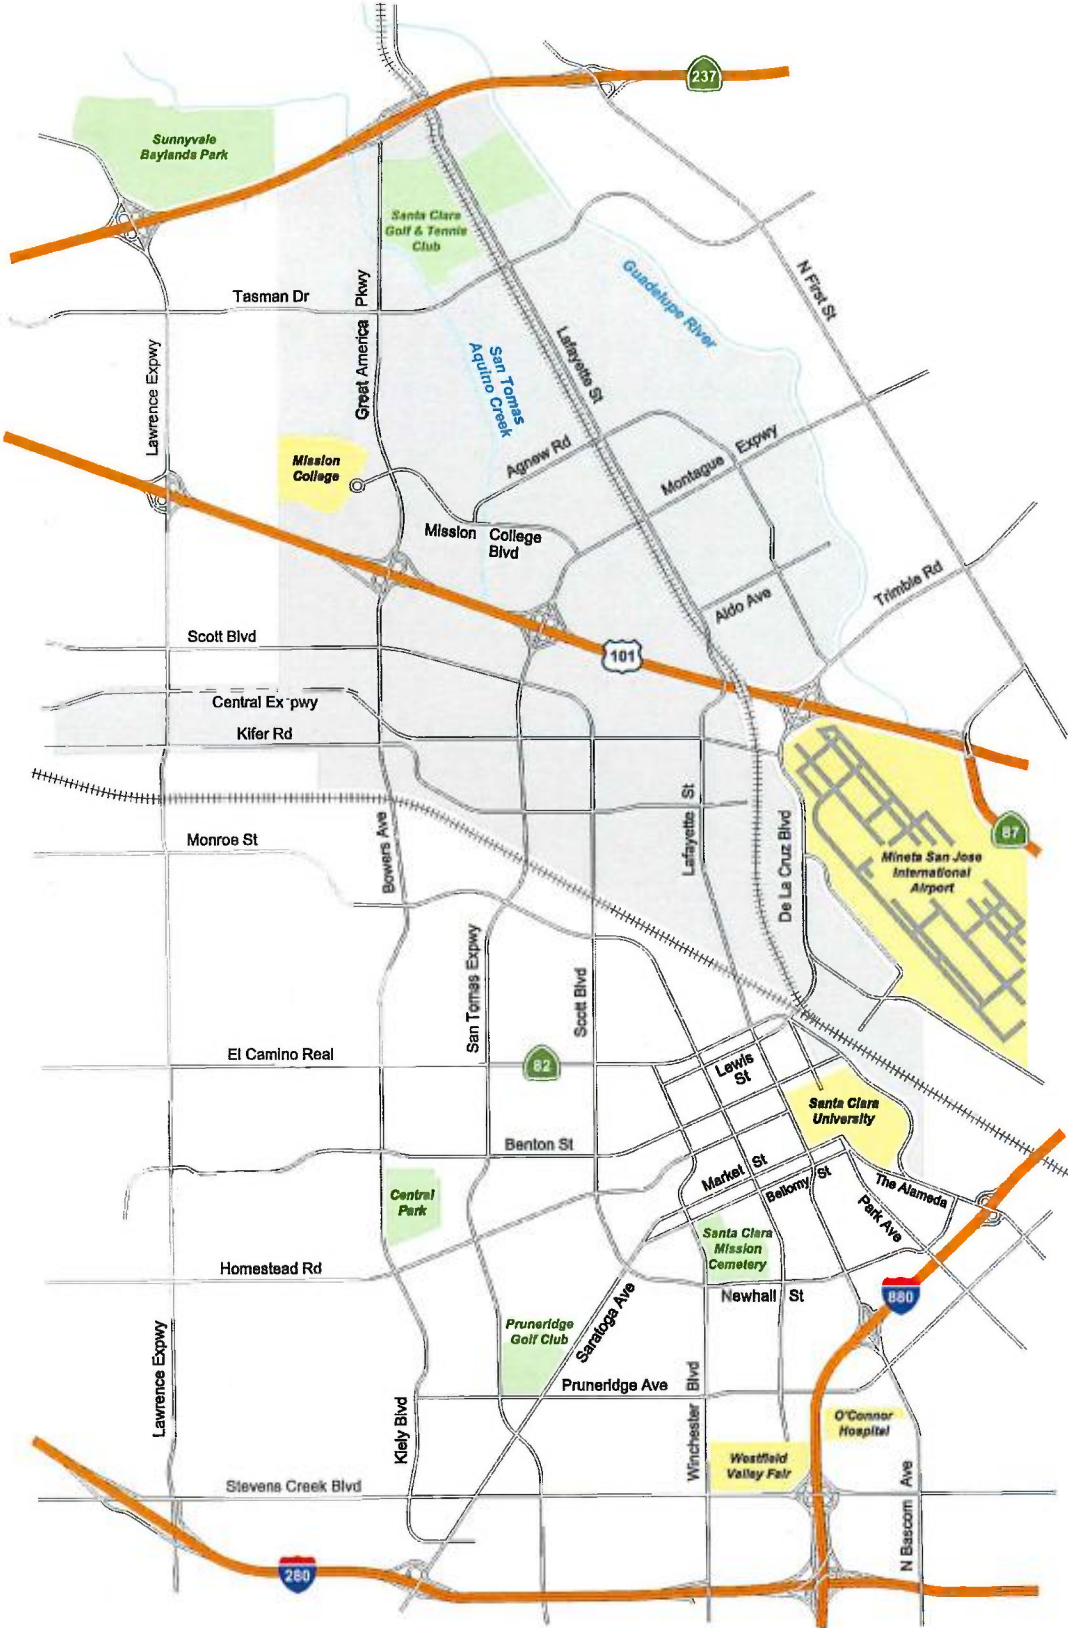 237
Sunnyvale
Baylands Park
Santa Clara
Golf & Tennis
Club
N First St
Guadelupe River
Tasman Dr
Great America Pkwy
Lafayette St
San Tomas
Aquino Creek
Lawrence Expwy
Agnew Rd
Montague Expwy
Mission
College
Mission College
Blvd
Trimble Rd
Aldo Ave
Scott Blvd
101
Central Ex pwy
Kifer Rd
Monroe St
Bowers Ave
Lafayette St
De La Cruz Blvd
87
Mineta San Jose
International
Airport
San Tomas Expwy
Scott Blvd
El Camino Real
82
Lewis
St
Santa Clara
University
Benton St
Market St
Bellomy St
The Alameda
Park Ave
Central
Park
Santa Clara
Mission
Cemetery
Homestead Rd
Newhall St
880
Saratoga Ave
Pruneridge
Golf Club
Lawrence Expwy
Pruneridge Ave
Kiely Blvd
Winchester Blvd
O'Connor
Hospital
Westfield
Valley Fair
Stevens Creek Blvd
N Bascom Ave
280